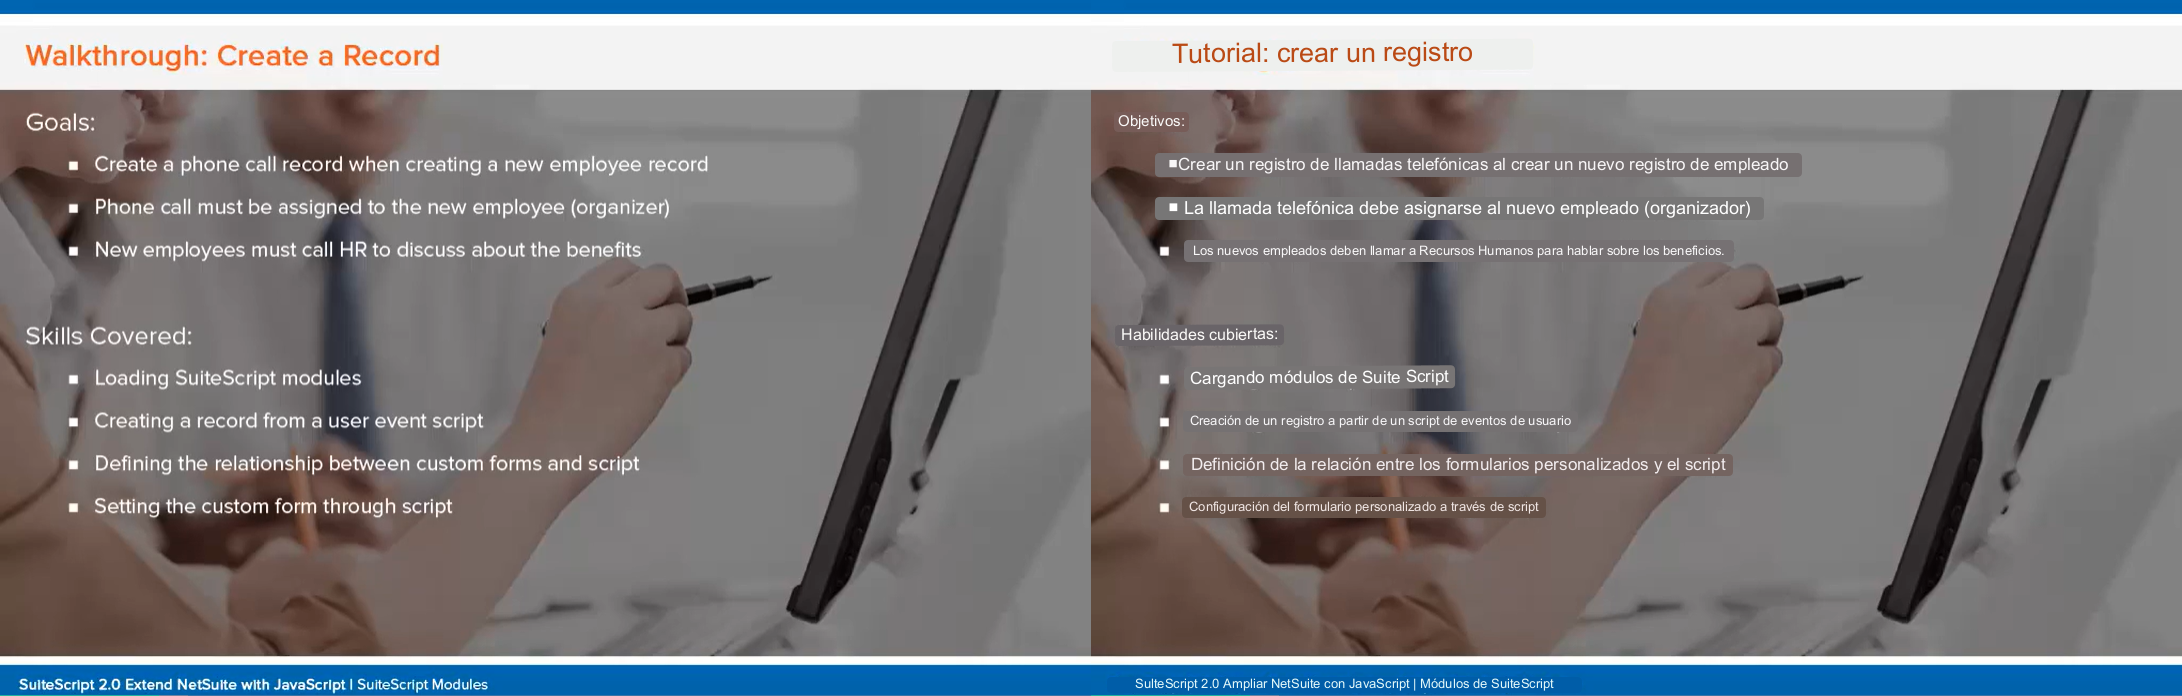 Walkthrough: Create a Record
Goals:
▪ Create a phone call record when creating a new employee record
▪ Phone call must be assigned to the new employee (organizer)
▪ New employees must call HR to discuss about the benefits
Skills Covered:
▪ Loading SuiteScript modules
▪ Creating a record from a user event script
▪ Defining the relationship between custom forms and script
▪ Setting the custom form through script
SuiteScript 2.0 Extend NetSuite with JavaScript | SuiteScript Modules
Tutorial: crear un registro
Objetivos:
▪Crear un registro de llamadas telefónicas al crear un nuevo registro de empleado
▪ La llamada telefónica debe asignarse al nuevo empleado (organizador)
▪ Los nuevos empleados deben llamar a Recursos Humanos para hablar sobre los beneficios.
Habilidades cubiertas:
▪ Cargando módulos de Suite Script
▪ Creación de un registro a partir de un script de eventos de usuario
▪ Definición de la relación entre los formularios personalizados y el script
▪ Configuración del formulario personalizado a través de script
SulteScript 2.0 Ampliar NetSuite con JavaScript | Módulos de SuiteScript